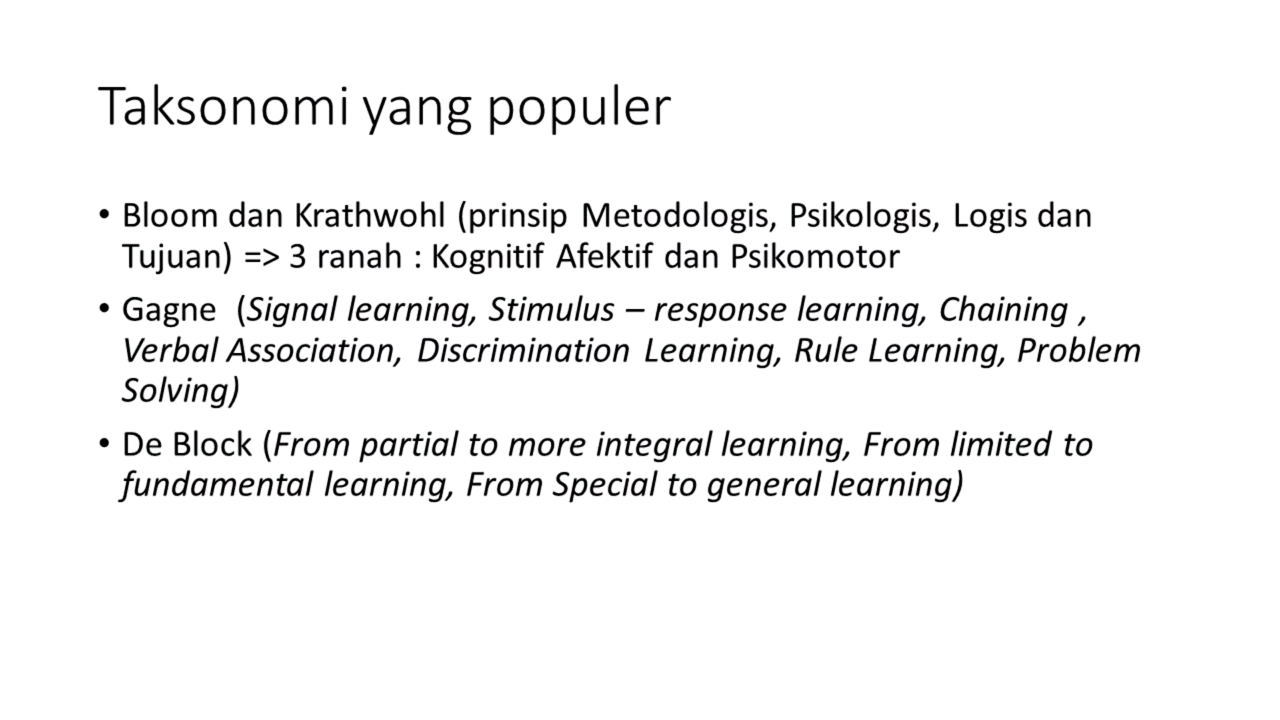 Taksonomi yang populer
• Bloom dan Krathwohl (prinsip Metodologis, Psikologis, Logis dan
Tujuan) => 3 ranah : Kognitif Afektif dan Psikomotor
• Gagne (Signal learning, Stimulus – response learning, Chaining ,
Verbal Association, Discrimination Learning, Rule Learning, Problem
Solving)
• De Block (From partial to more integral learning, From limited to
fundamental learning, From Special to general learning)